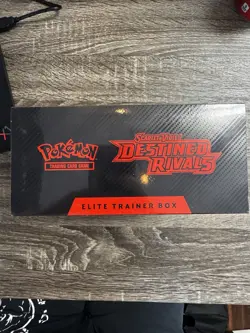 POKÉMON
TRADING CARD GAME
SCARLET & VIOLET
DESTINED
RIVALS
ELITE TRAINER BOX